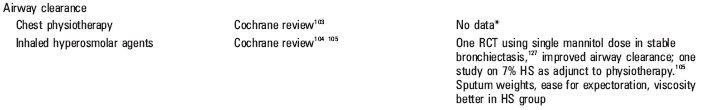 Airway clearance
Chest physiotherapy Cochrane review103 No data*
Inhaled hyperosmolar agents Cochrane review104 105 One RCT using single mannitol dose in stable
bronchiectasis,127 improved airway clearance; one
study on 7% HS as adjunct to physiotherapy.105
Sputum weights, ease for expectoration, viscosity
better in HS group